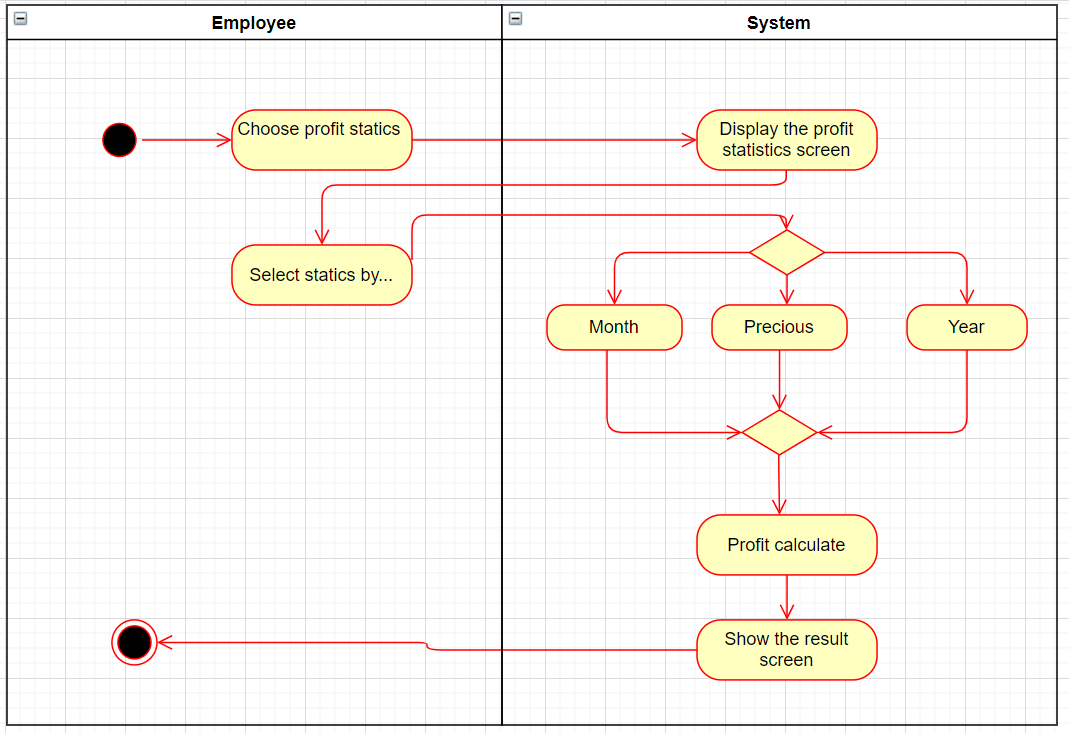 Employee
System
Choose profit statics
Display the profit
statistics screen
Select statics by...
Month
Precious
Year
Profit calculate
Show the result
screen